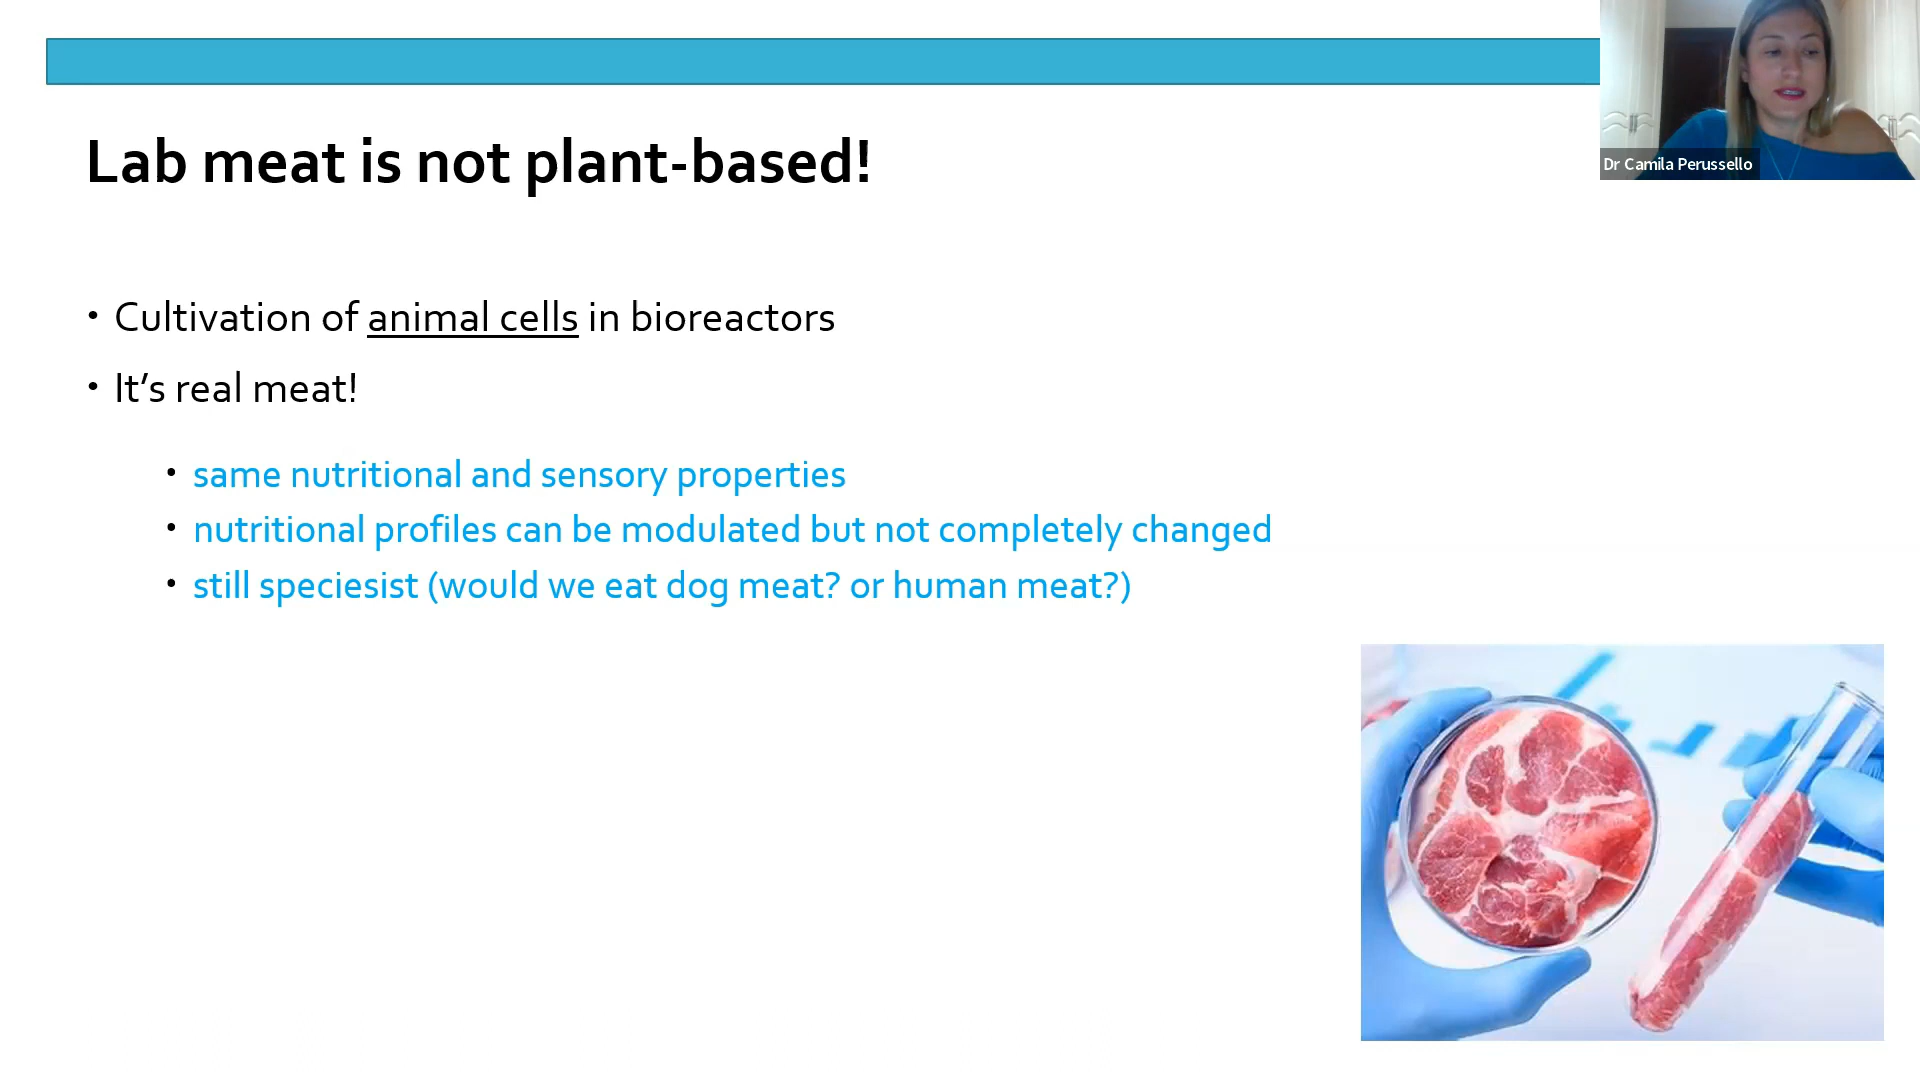 Dr Camila Perussello
Lab meat is not plant-based!
• Cultivation of animal cells in bioreactors
• It’s real meat!
• same nutritional and sensory properties
• nutritional profiles can be modulated but not completely changed
• still speciesist (would we eat dog meat? or human meat?)